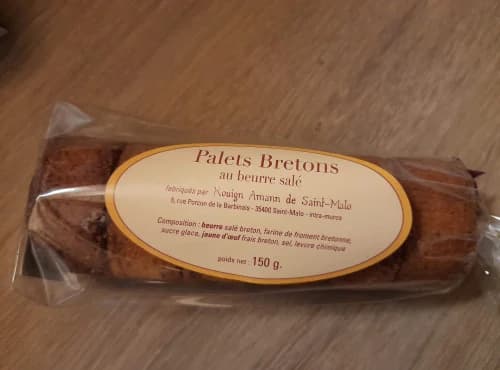 Palets Bretons
au beurre salé
fabriqués par Kouign Amann de Saint-Malo
6, rue Porcon de la Barbinais - 35400 Saint-Malo - intra-muros
Composition : beurre salé breton, farine de froment bretonne,
sucre glace, jaune d'œuf frais breton, sel, levure chimique
poids net : 150 g.